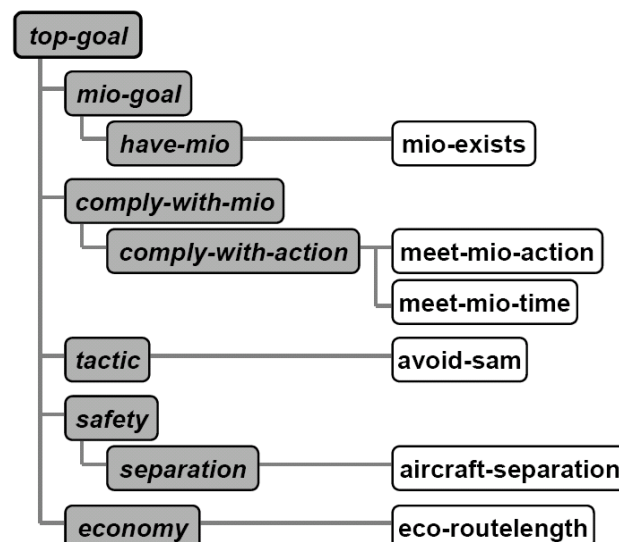 top-goal
mio-goal
have-mio mio-exists
comply-with-mio
comply-with-action meet-mio-action
meet-mio-time
tactic avoid-sam
safety
separation aircraft-separation
economy eco-routelength